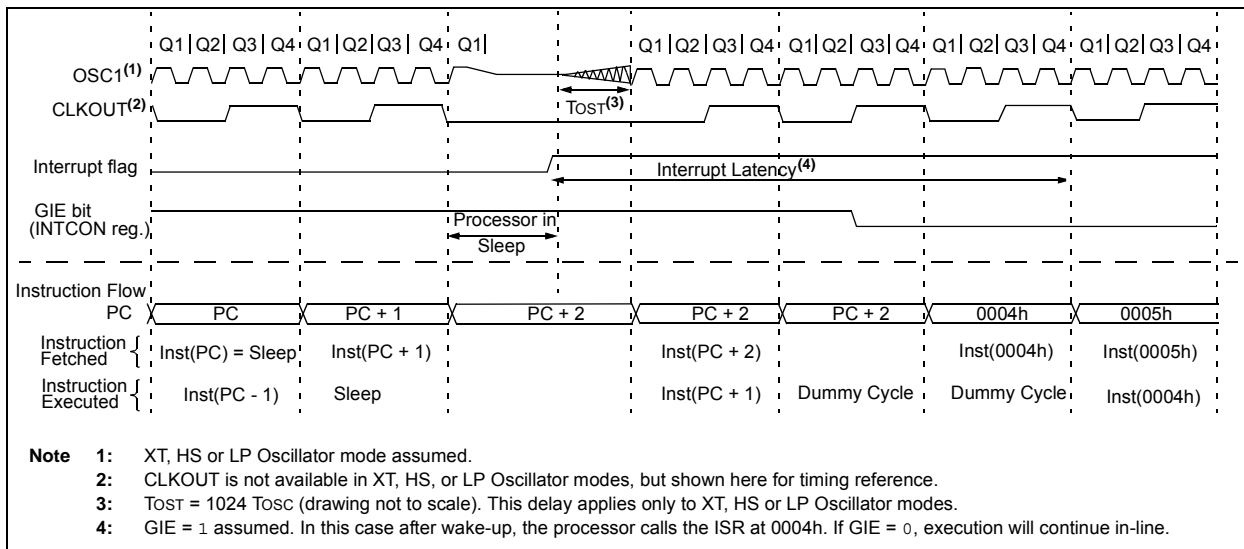 Q1 Q2 Q3 Q4 Q1 Q2 Q3 Q4 Q1 Q1 Q2 Q3 Q4 Q1 Q2 Q3 Q4 Q1 Q2 Q3 Q4 Q1 Q2 Q3 Q4
OSC1(1)
CLKOUT(2)
TOST(3)
Interrupt flag
Interrupt Latency(4)
GIE bit
(INTCON reg.)
Processor in
Sleep
Instruction Flow
PC PC PC + 1 PC + 2 PC + 2 PC + 2 0004h 0005h
Instruction
Fetched { Inst(PC) = Sleep Inst(PC + 1) Inst(PC + 2) Inst(0004h) Inst(0005h)
Instruction
Executed { Inst(PC - 1) Sleep Inst(PC + 1) Dummy Cycle Dummy Cycle Inst(0004h)
Note 1: XT, HS or LP Oscillator mode assumed.
2: CLKOUT is not available in XT, HS, or LP Oscillator modes, but shown here for timing reference.
3: TOST = 1024 TOSC (drawing not to scale). This delay applies only to XT, HS or LP Oscillator modes.
4: GIE = 1 assumed. In this case after wake-up, the processor calls the ISR at 0004h. If GIE = 0, execution will continue in-line.